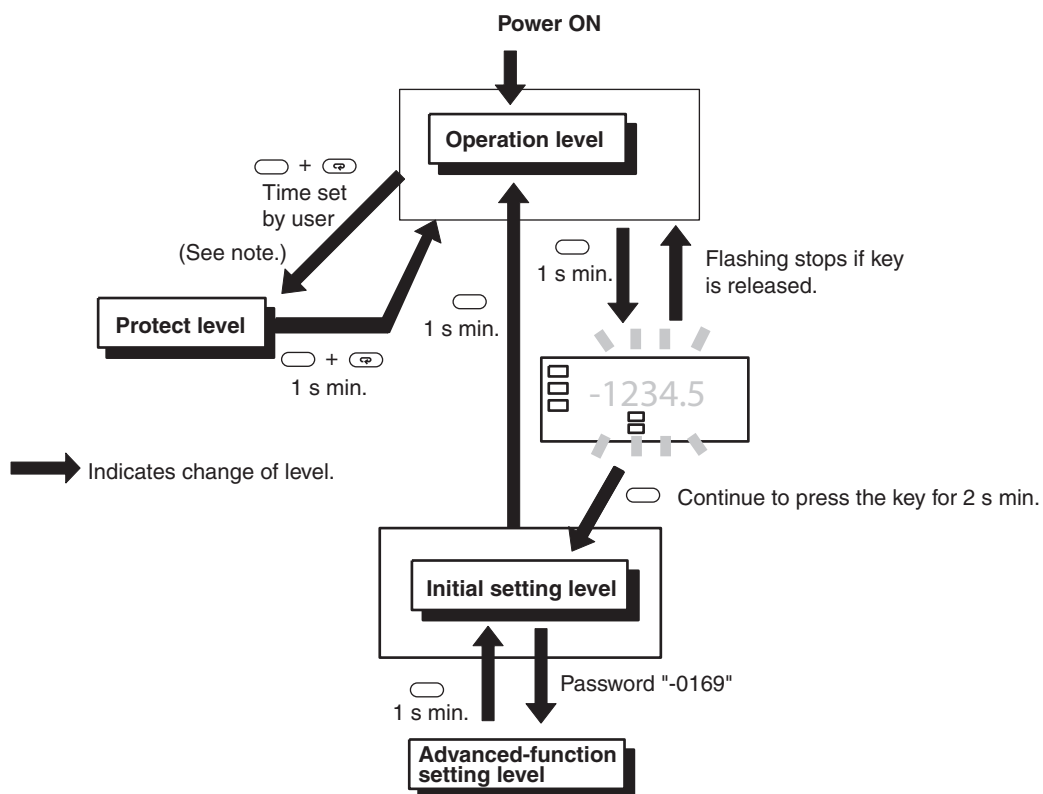 Power ON
Operation level
+
Time set
by user
(See note.)
1 s min.
Flashing stops if key
is released.
1 s min.
Protect level
+
1 s min.
-1234.5
Indicates change of level.
Continue to press the key for 2 s min.
Initial setting level
Password "-0169"
1 s min.
Advanced-function
setting level